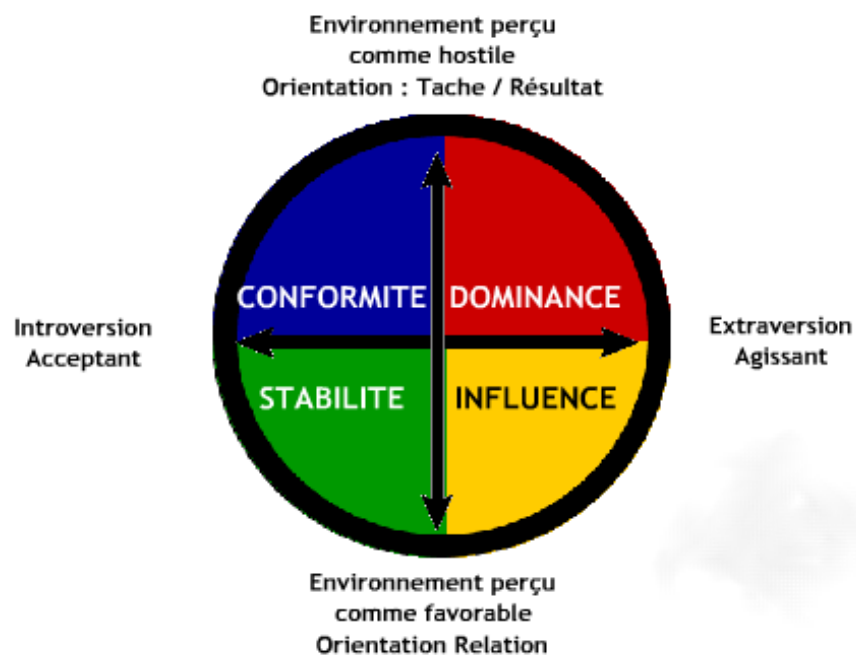 Environnement perçu
comme hostile
Orientation : Tache / Résultat
CONFORMITE
DOMINANCE
Introversion
Acceptant
Extraversion
Agissant
STABILITE
INFLUENCE
Environnement perçu
comme favorable
Orientation Relation